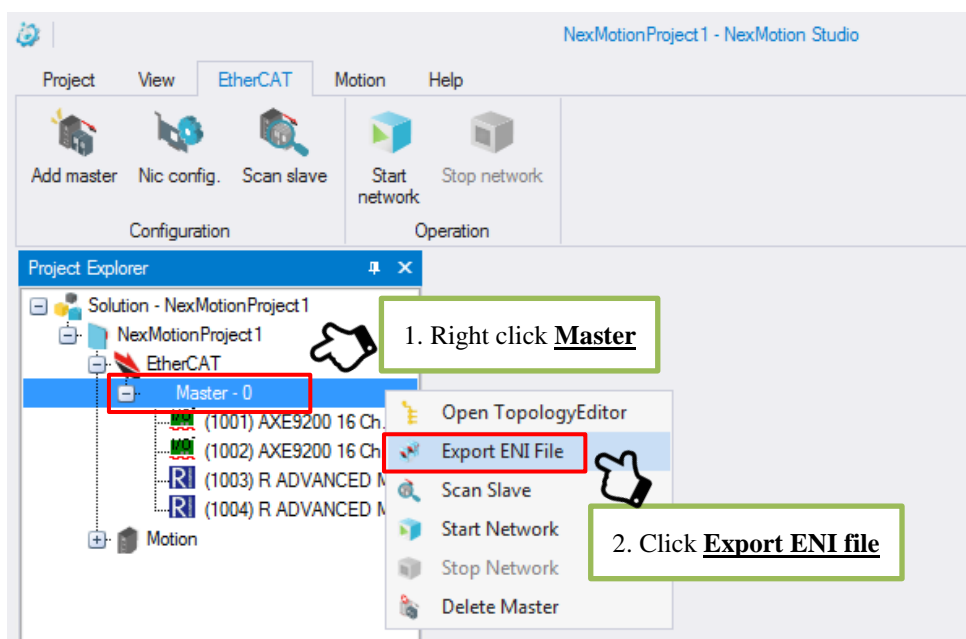 NexMotionProject1 - NexMotion Studio
Project View EtherCAT Motion Help
Add master Nic config. Scan slave Start network Stop network
Configuration Operation
Project Explorer
Solution - NexMotionProject1
NexMotionProject1
EtherCAT
Master - 0
(1001) AXE9200 16 Ch.
(1002) AXE9200 16 Ch
(1003) R ADVANCED M
(1004) R ADVANCED M
Motion
1. Right click Master
Open TopologyEditor
Export ENI File
Scan Slave
Start Network
Stop Network
Delete Master
2. Click Export ENI file